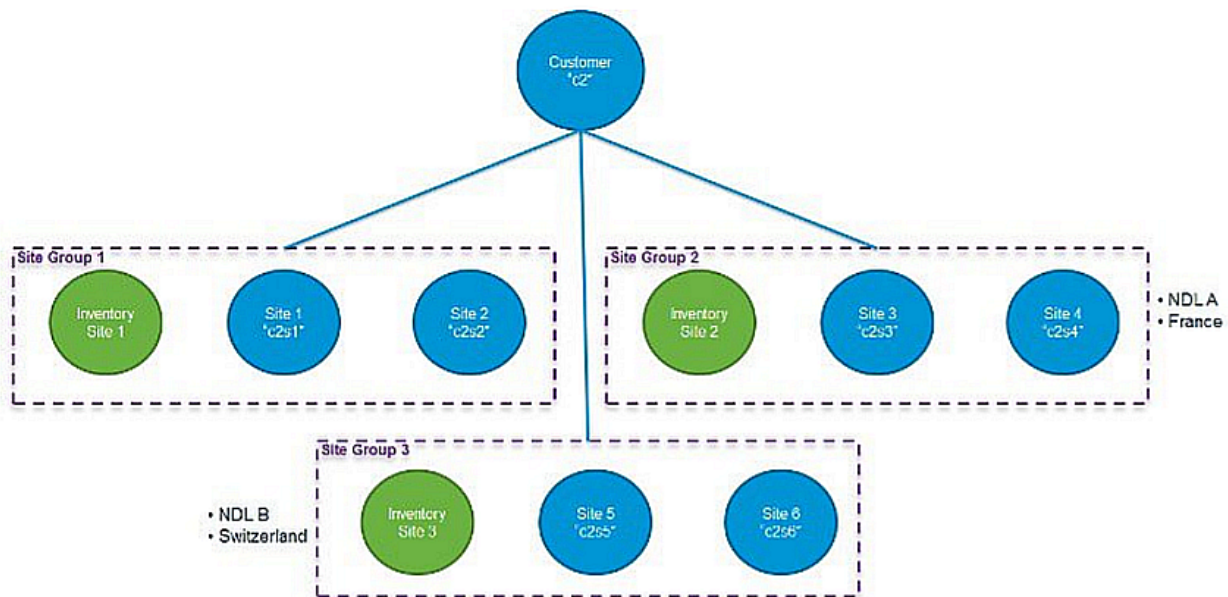 Customer
"c2"
Site Group 1
Inventory
Site 1
Site 1
"c2s1"
Site 2
"c2s2"
Site Group 2
Inventory
Site 2
Site 3
"c2s3"
Site 4
"c2s4"
• NDL A
• France
Site Group 3
• NDL B
• Switzerland
Inventory
Site 3
Site 5
"c2s5"
Site 6
"c2s6"